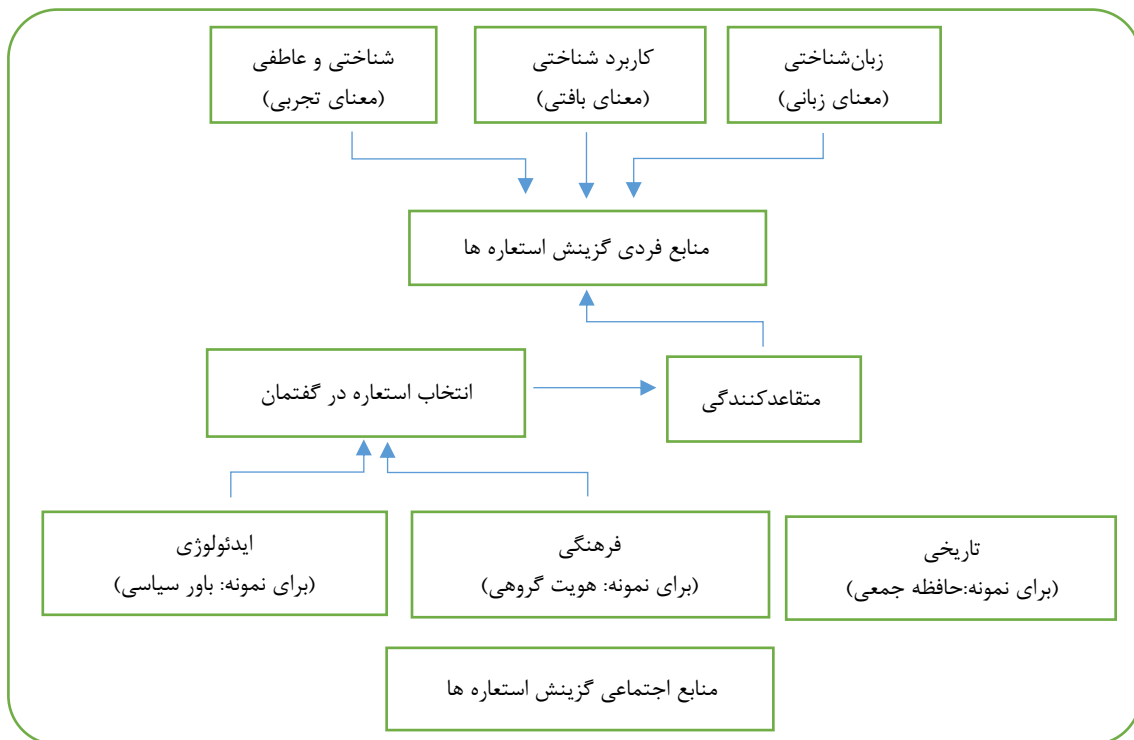 زبان‌شناختی
(معنای زبانی)
کاربرد شناختی
(معنای بافتی)
شناختی و عاطفی
(معنای تجربی)
منابع فردی گزینش استعاره ها
متقاعدکنندگی
انتخاب استعاره در گفتمان
تاریخی
(برای نمونه:حافظه جمعی)
فرهنگی
(برای نمونه: هویت گروهی)
ایدئولوژی
(برای نمونه: باور سیاسی)
منابع اجتماعی گزینش استعاره ها